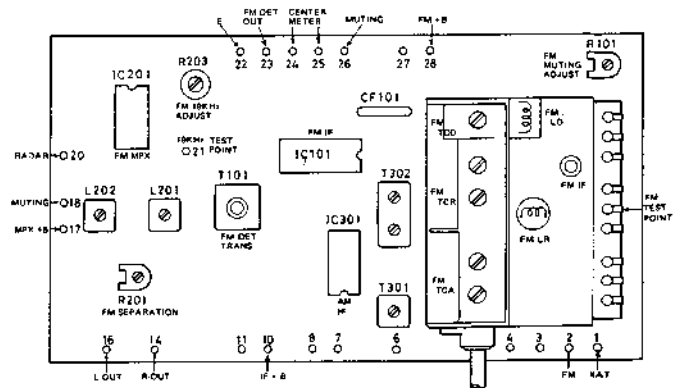 FM DET
OUT
CENTER
METER
MUTING
FM +B
E
22
23
24
25
26
27
28
R101
FM
MUTING
ADJUST
IC201
FM MPX
R203
FM 19KHz
ADJUST
19KHz TEST
21 POINT
CF101
FM IF
IC101
FM
TCO
FM
LO
RADAR
20
MUTING
18
MPX +B
17
L202
L201
T101
FM DET
TRANS
T302
FM
TCR
FM IF
FM
TEST
POINT
FM LR
IC301
AM
IF
T301
FM
TCA
R201
FM SEPARATION
16
14
11
10
9
7
6
4
3
2
1
L OUT
R-OUT
IF + B
FM